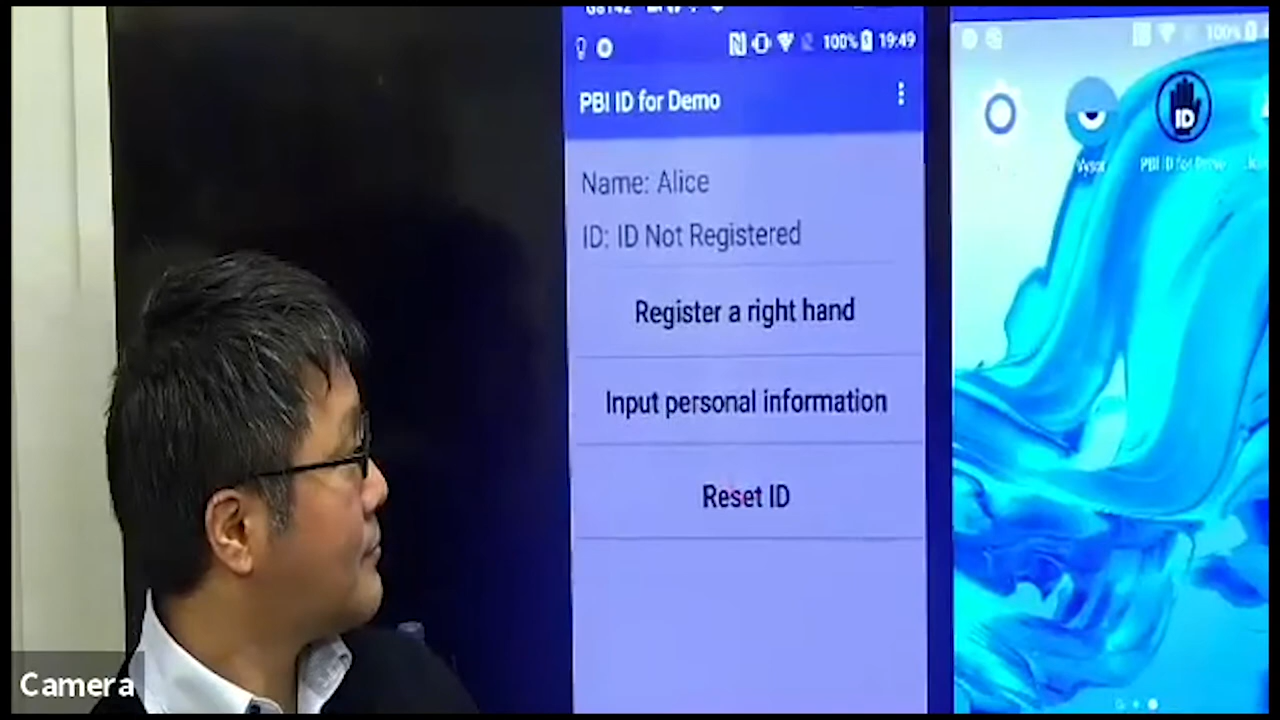 100% 19:49
PBI ID for Demo
Name: Alice
ID: ID Not Registered
Register a right hand
Input personal information
Reset ID
100%
ID
Vysor
PBI ID for Demo
Camera